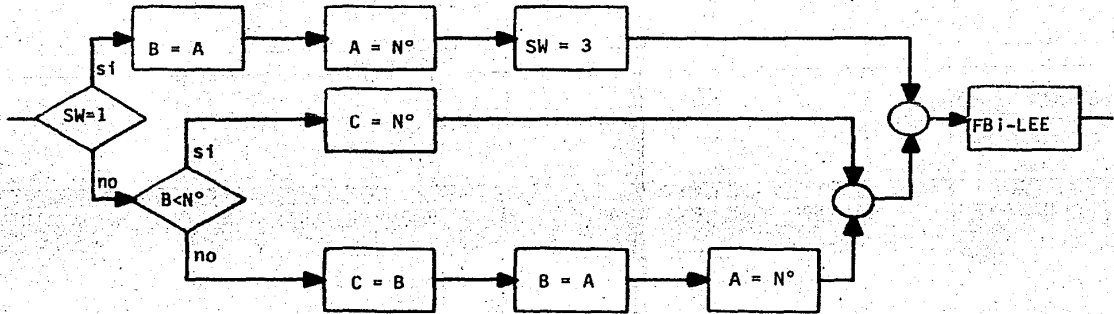 B = A
A = N°
SW = 3
si
SW=1
C = N°
FBi-LEE
si
no
B<N°
no
C = B
B = A
A = N°